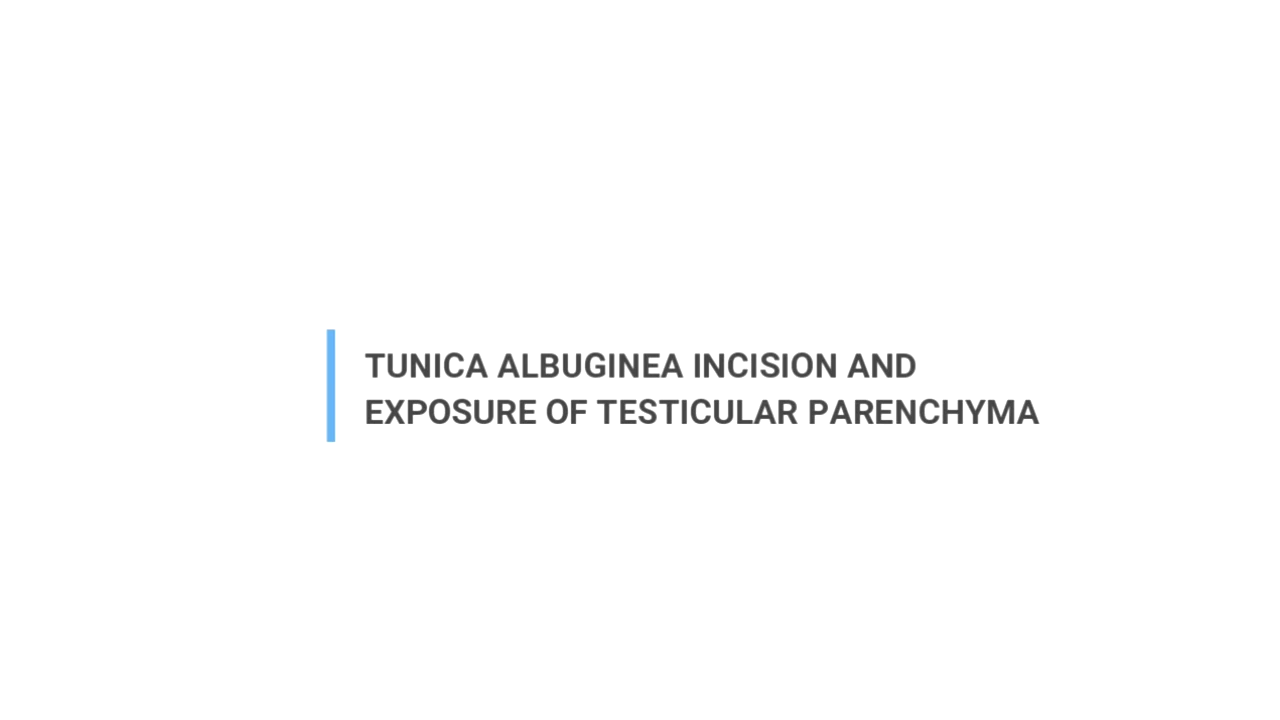 TUNICA ALBUGINEA INCISION AND
EXPOSURE OF TESTICULAR PARENCHYMA